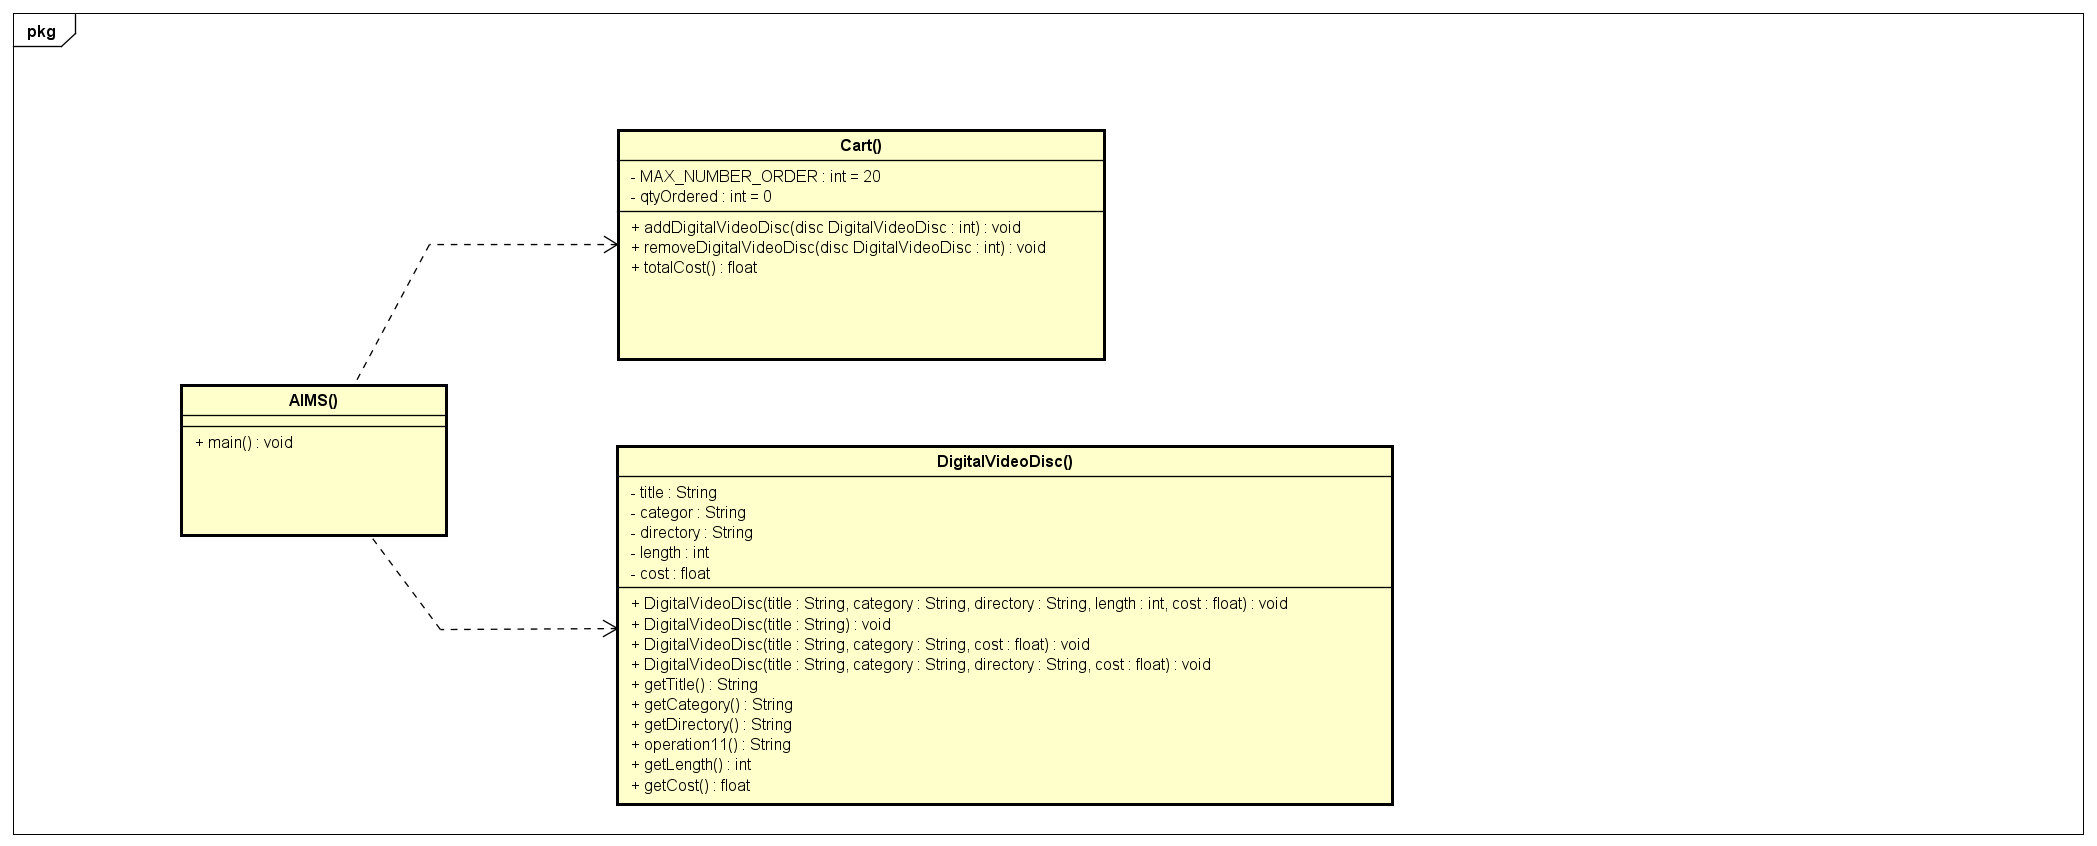 pkg
Cart()
- MAX_NUMBER_ORDER : int = 20
- qtyOrdered : int = 0
+ addDigitalVideoDisc(disc DigitalVideoDisc : int) : void
+ removeDigitalVideoDisc(disc DigitalVideoDisc : int) : void
+ totalCost() : float
AIMS()
+ main() : void
DigitalVideoDisc()
- title : String
- categor : String
- directory : String
- length : int
- cost : float
+ DigitalVideoDisc(title : String, category : String, directory : String, length : int, cost : float) : void
+ DigitalVideoDisc(title : String) : void
+ DigitalVideoDisc(title : String, category : String, cost : float) : void
+ DigitalVideoDisc(title : String, category : String, directory : String, cost : float) : void
+ getTitle() : String
+ getCategory() : String
+ getDirectory() : String
+ operation11() : String
+ getLength() : int
+ getCost() : float